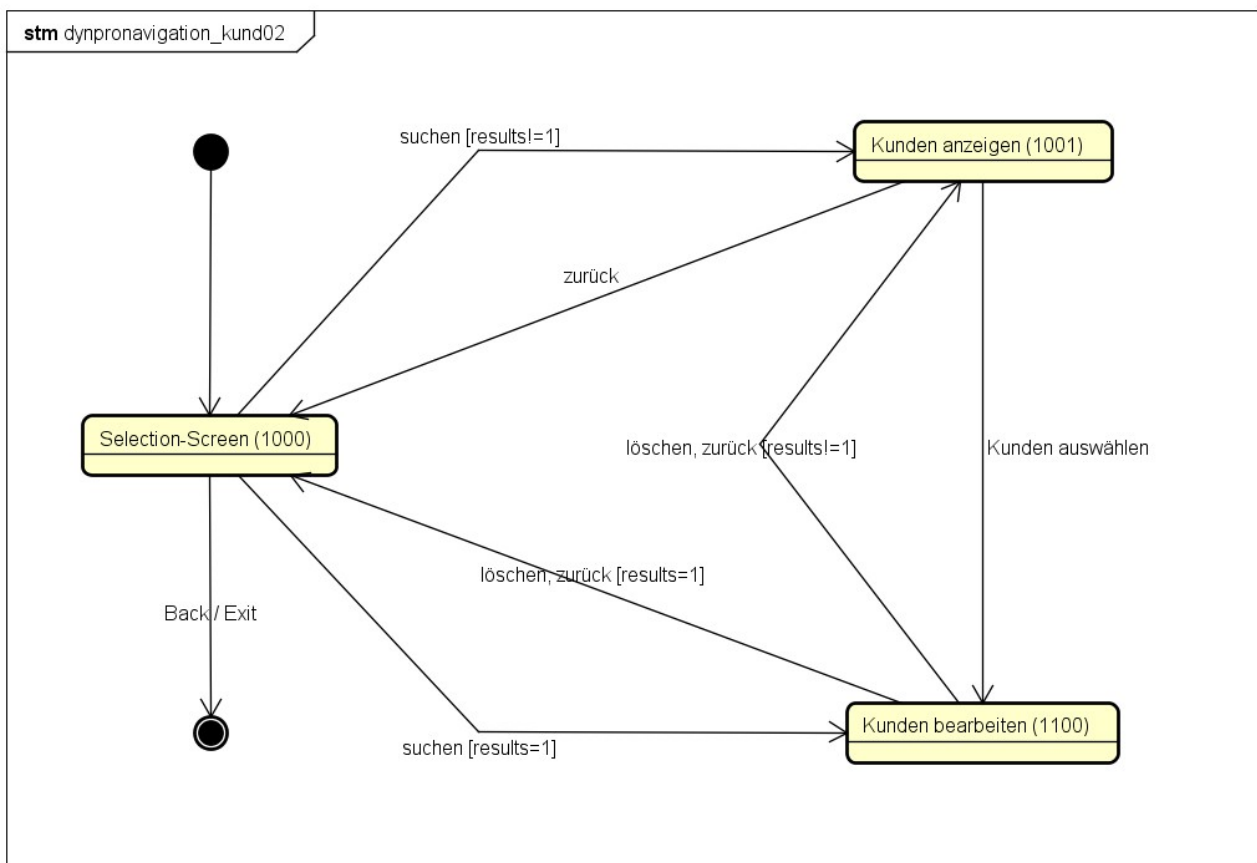 stm dynpronavigation_kund02
suchen [results!=1]
Kunden anzeigen (1001)
zurück
Selection-Screen (1000)
löschen, zurück [results!=1]
Kunden auswählen
löschen, zurück [results=1]
Back / Exit
Kunden bearbeiten (1100)
suchen [results=1]